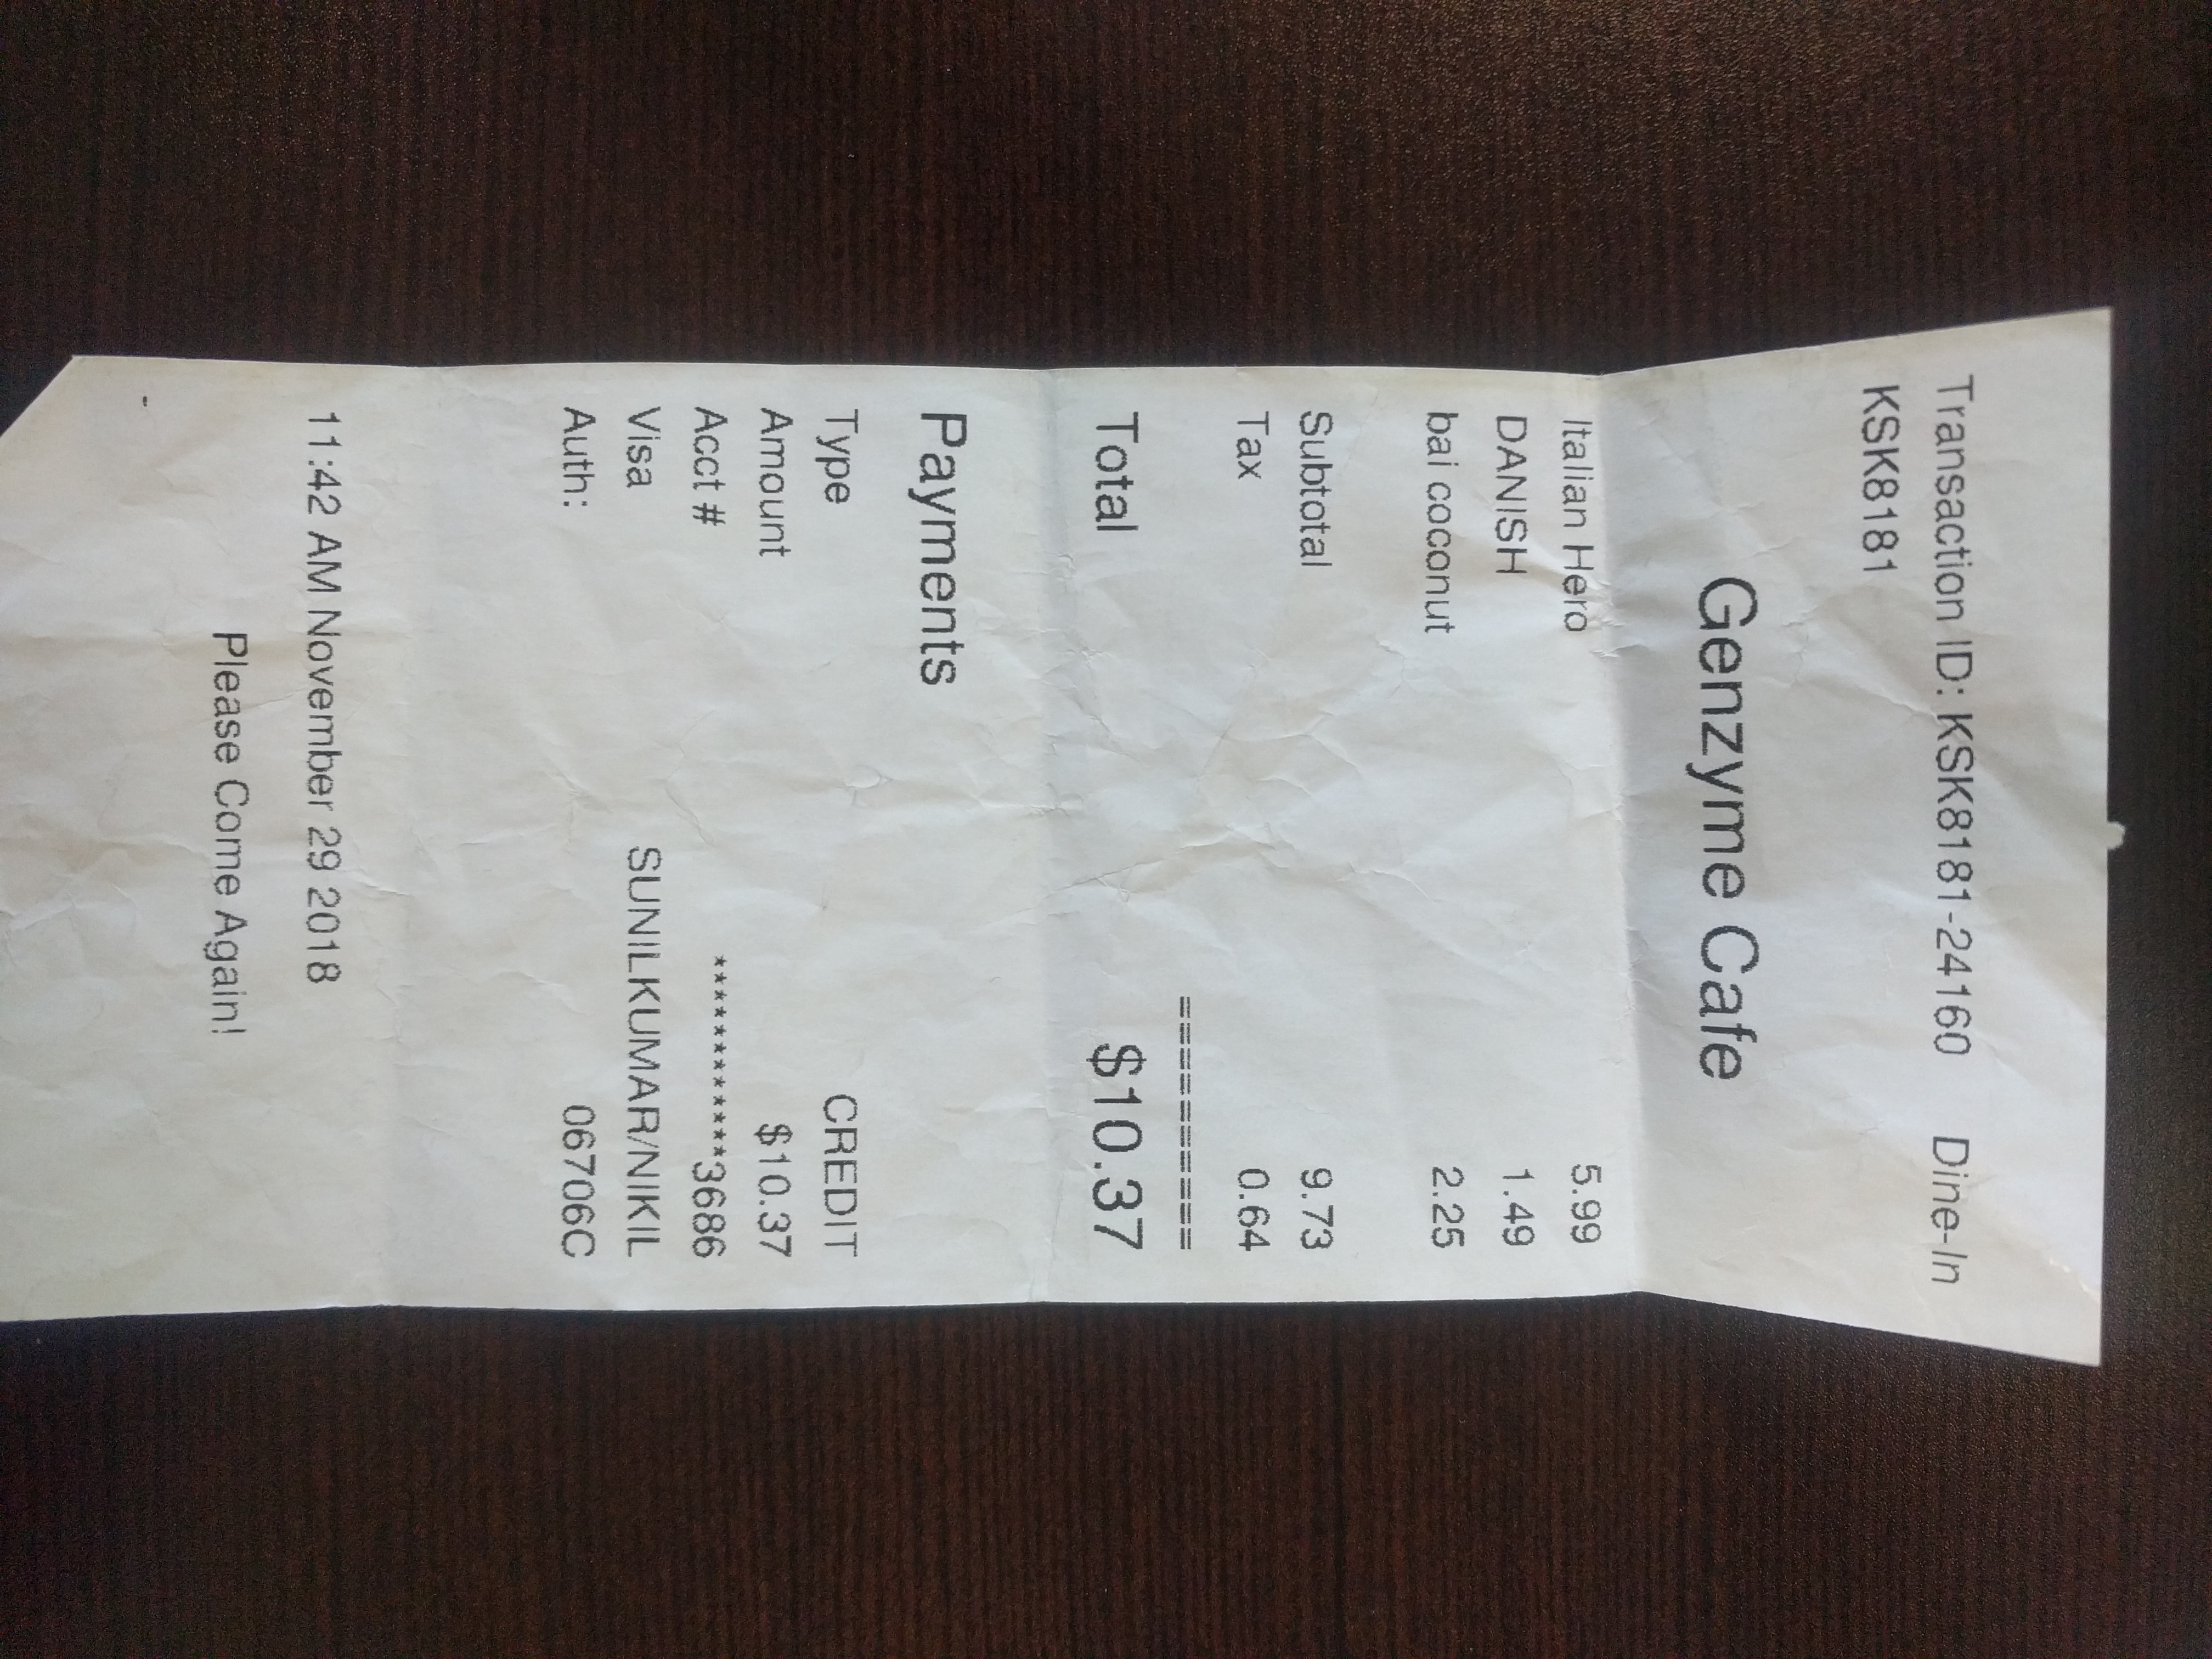 Transaction ID: KSK8181-24160 Dine-In
KSK8181
Genzyme Cafe
Italian Hero 5.99
DANISH 1.49
bai coconut 2.25
Subtotal 9.73
Tax 0.64
============
Total $10.37
Payments
Type CREDIT
Amount $10.37
Acct # ************3686
Visa SUNILKUMAR/NIKIL
Auth: 06706C
11:42 AM November 29 2018
Please Come Again!